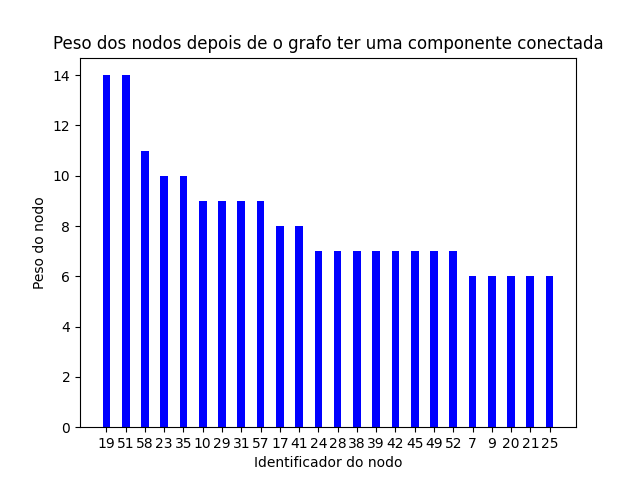 Peso dos nodos depois de o grafo ter uma componente conectada
14
12
10
8
6
4
2
0
Peso do nodo
19 51 58 23 35 10 29 31 57 17 41 24 28 38 39 42 45 49 52 7 9 20 21 25
Identificador do nodo